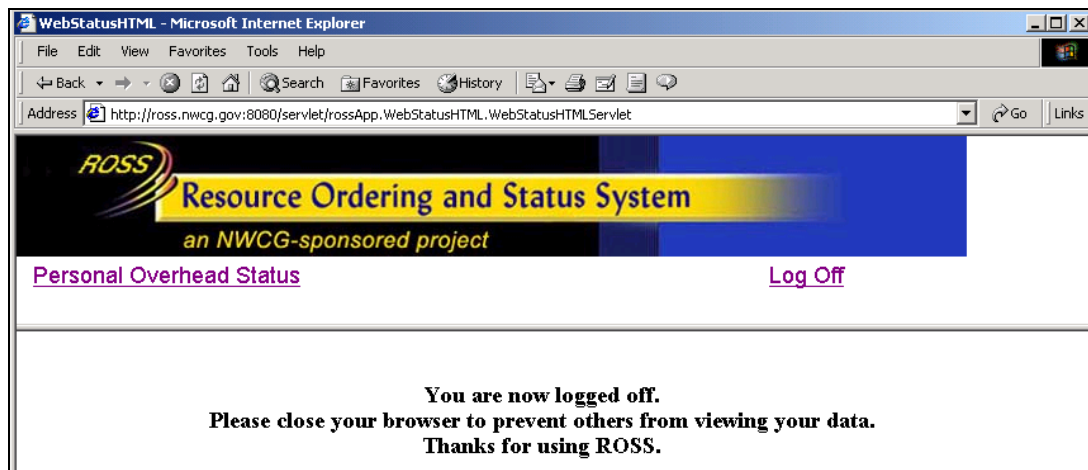 WebStatusHTML - Microsoft Internet Explorer
File Edit View Favorites Tools Help
Back Search Favorites History
Address http://ross.nwcg.gov:8080/servlet/rossApp.WebStatusHTML.WebStatusHTMLServlet Go Links
ROSS
Resource Ordering and Status System
an NWCG-sponsored project
Personal Overhead Status Log Off
You are now logged off.
Please close your browser to prevent others from viewing your data.
Thanks for using ROSS.